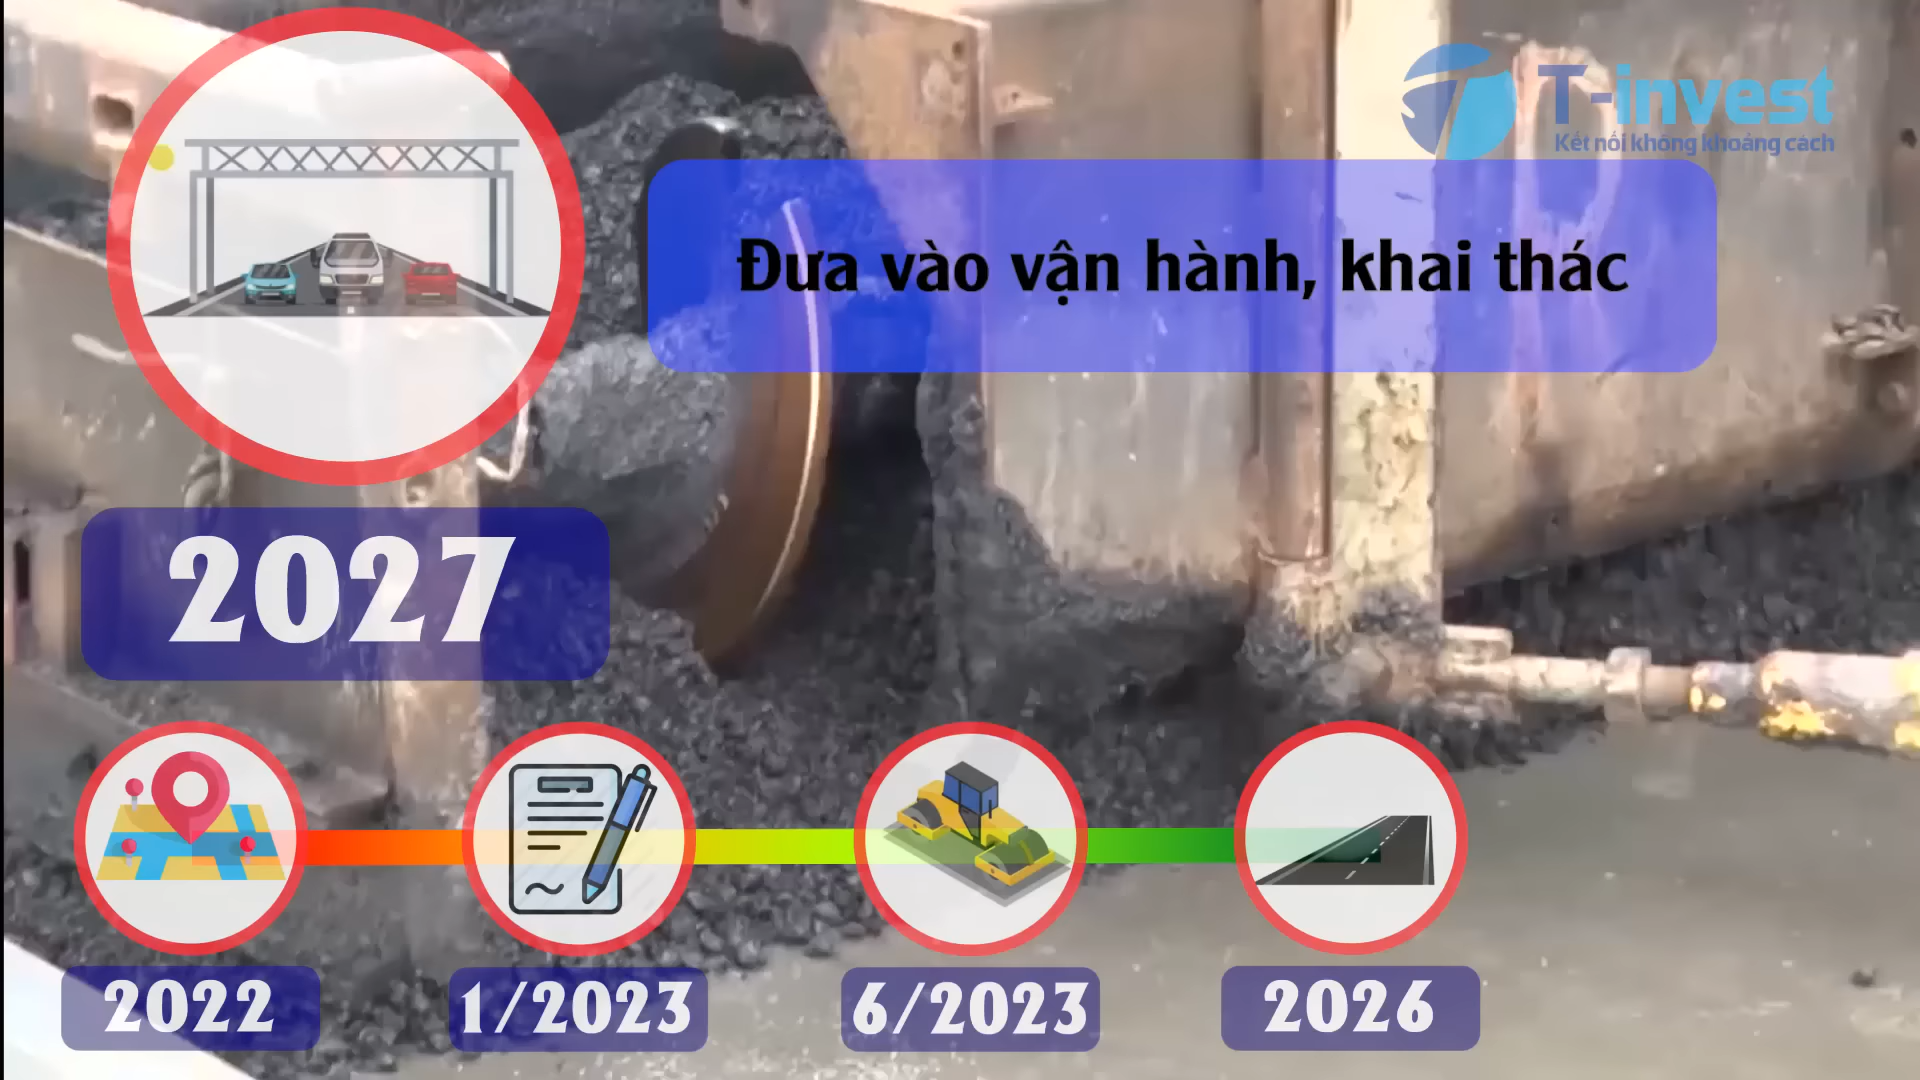 T-invest
Kết nối không khoảng cách
Đưa vào vận hành, khai thác
2027
2022
1/2023
6/2023
2026